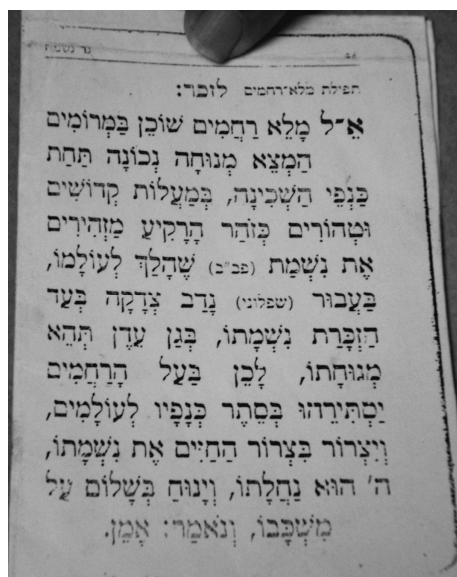 נר נשמות
תפילת מלא־רחמים לזכר:
אֵ־ל מָלֵא רַחֲמִים שׁוֹכֵן בַּמְּרוֹמִים
הַמְצֵא מְנוּחָה נְכוֹנָה תַּחַת
כַּנְפֵי הַשְּׁכִינָה, בְּמַעֲלוֹת קְדוֹשִׁים
וּטְהוֹרִים כְּזֹהַר הָרָקִיעַ מַזְהִירִים
אֶת נִשְׁמַת (פב״ב) שֶׁהָלַךְ לְעוֹלָמוֹ,
בַּעֲבוּר (שפלוני) נָדַב צְדָקָה בְּעַד
הַזְכָּרַת נִשְׁמָתוֹ, בְּגַן עֵדֶן תְּהֵא
מְנוּחָתוֹ, לָכֵן בַּעַל הָרַחֲמִים
יַסְתִּירֵהוּ בְּסֵתֶר כְּנָפָיו לְעוֹלָמִים,
וְיִצְרוֹר בִּצְרוֹר הַחַיִּים אֶת נִשְׁמָתוֹ,
ה׳ הוּא נַחֲלָתוֹ, וְיָנוּחַ בְּשָׁלוֹם עַל
מִשְׁכָּבוֹ, וְנֹאמַר: אָמֵן.